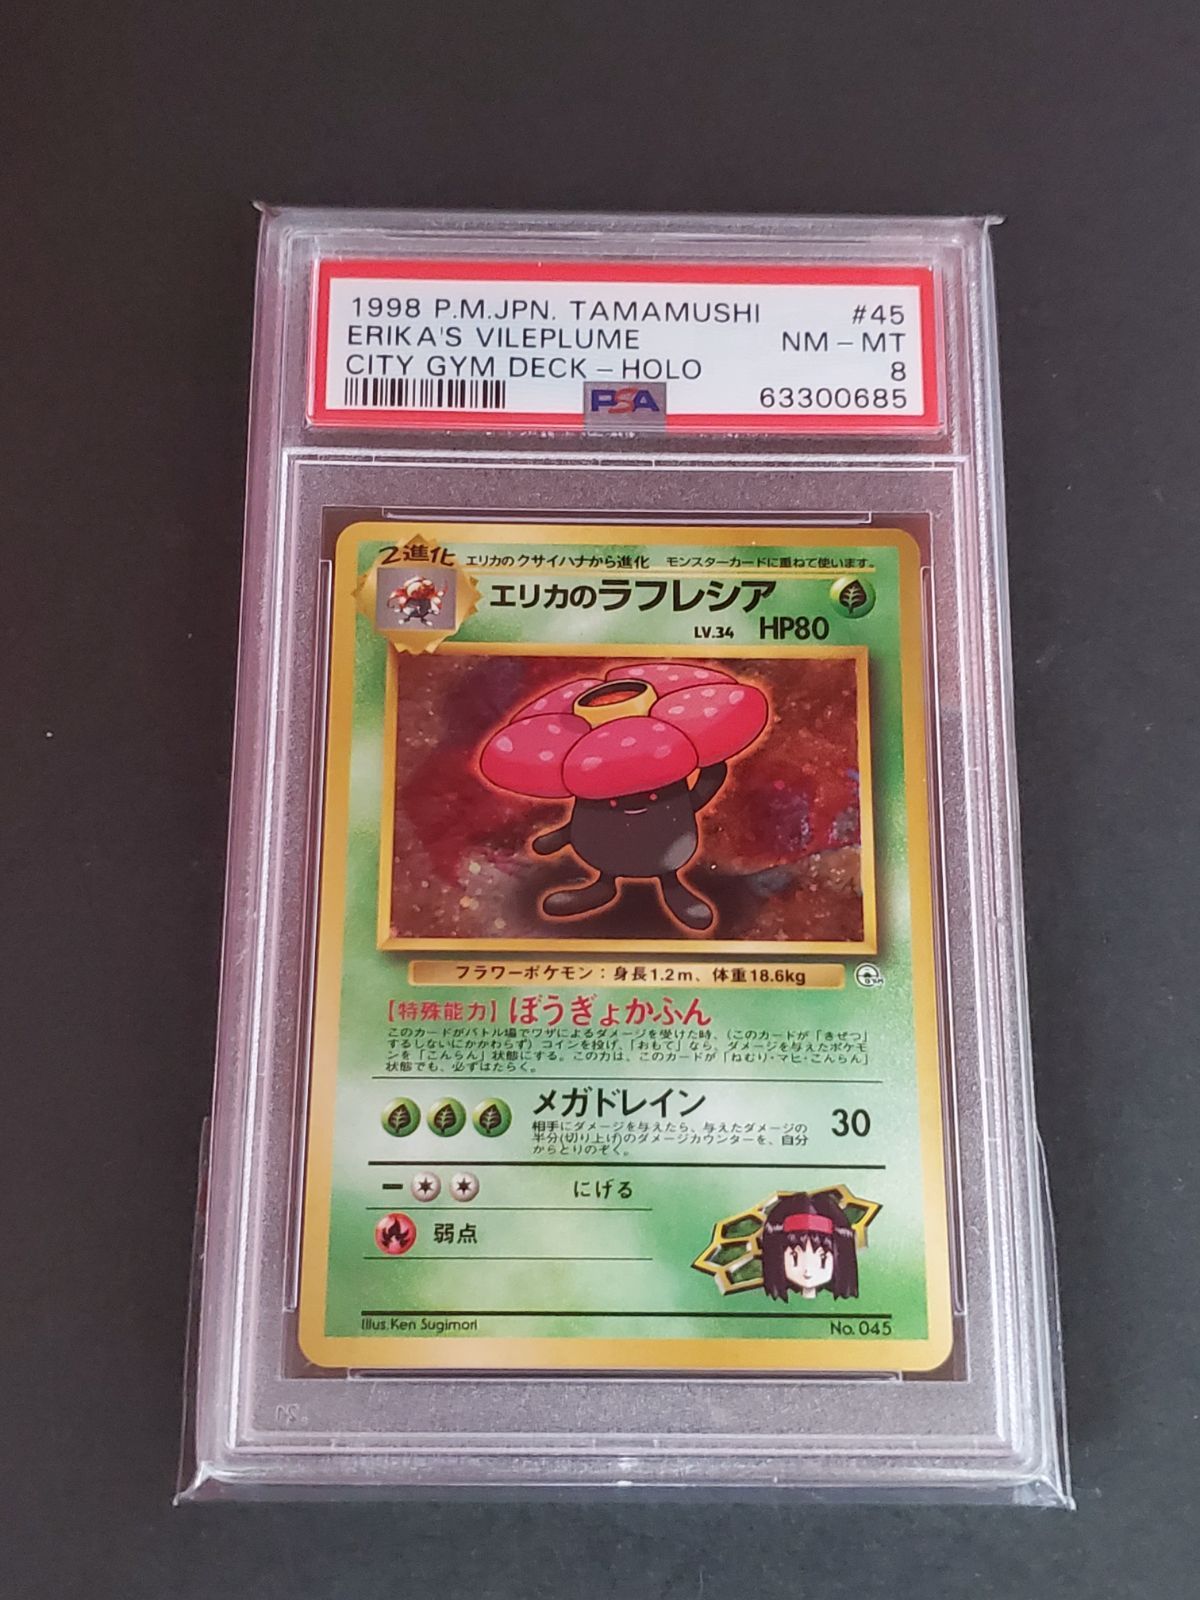 1998 P.M.JPN. TAMAMUSHI #45
ERIKA'S VILEPLUME NM - MT
CITY GYM DECK - HOLO 8
PSA 63300685
2進化 エリカのクサイハナから進化 モンスターカードに重ねて使います。
エリカのラフレシア
LV.34 HP80
フラワーポケモン：身長1.2m、体重18.6kg
GYM
【特殊能力】ぼうぎょかふん
このカードがバトル場でワザによるダメージを受けた時、（このカードが「きぜつ」
するしないにかかわらず）コインを投げ、「おもて」なら、ダメージを与えたポケモ
ンを「こんらん」状態にする。この力は、このカードが「ねむり・マヒ・こんらん」
状態でも、必ずはたらく。
メガドレイン 30
相手にダメージを与えたら、与えたダメージの
半分(切り上げ)のダメージカウンターを、自分
からとりのぞく。
ー にげる
弱点
Illus. Ken Sugimori No. 045